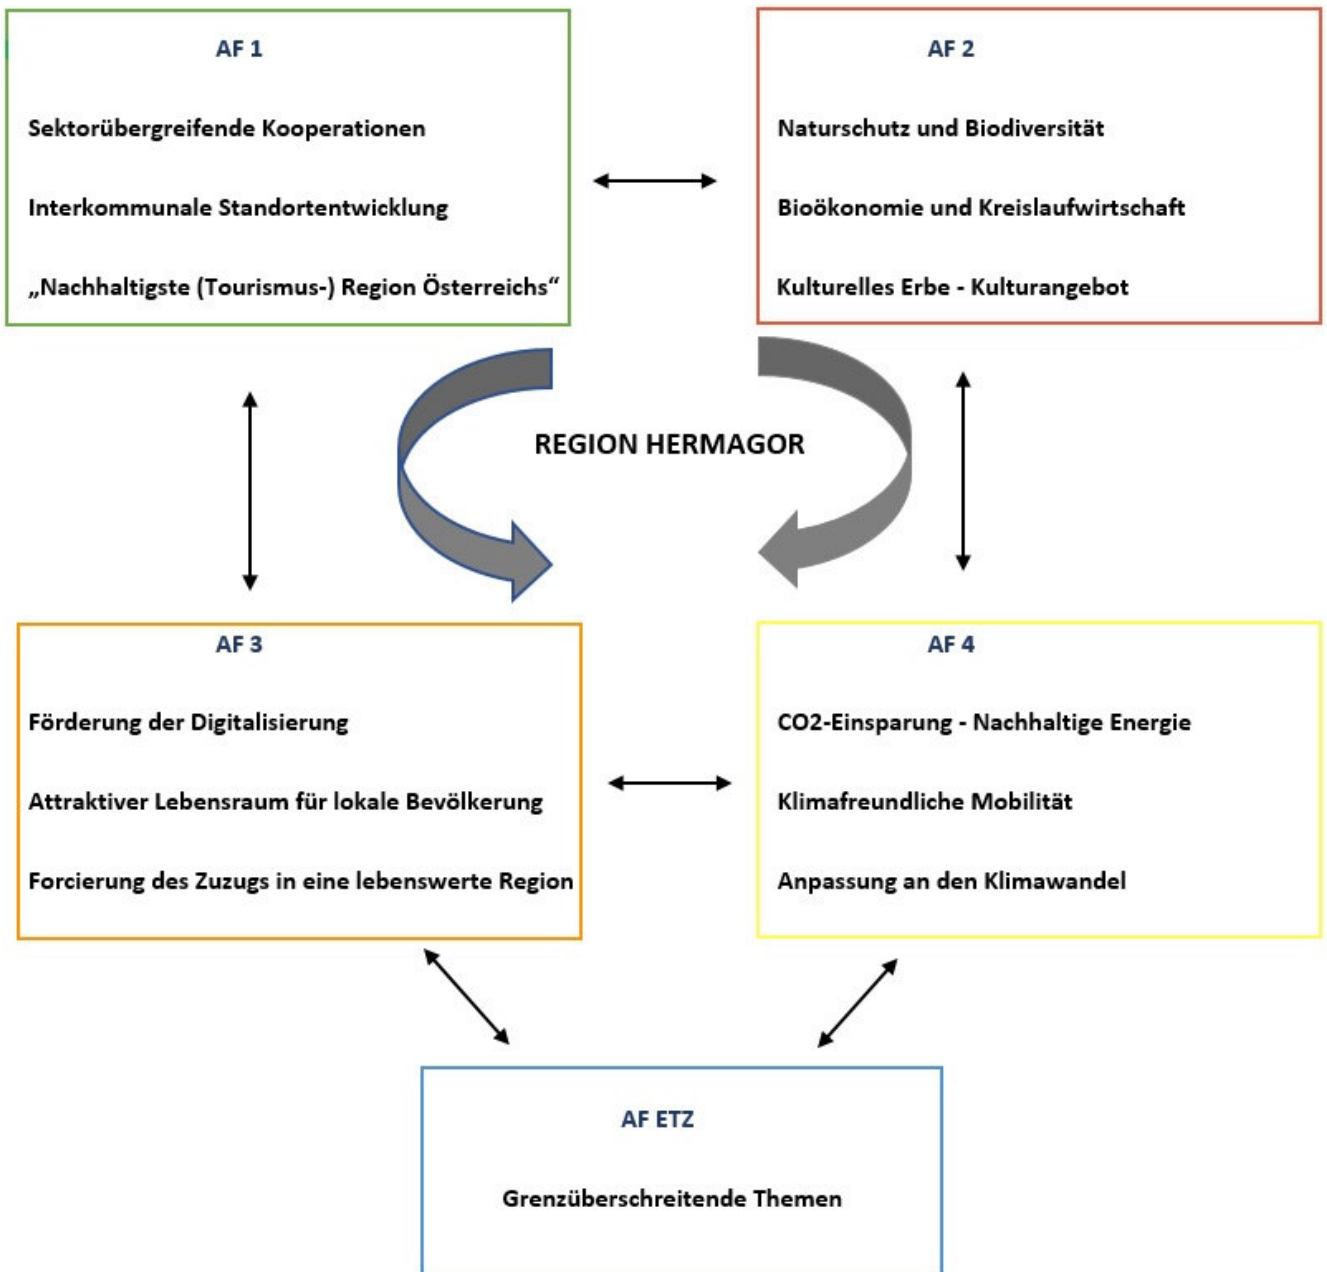 AF 1
Sektorübergreifende Kooperationen
Interkommunale Standortentwicklung
„Nachhaltigste (Tourismus-) Region Österreichs“
AF 2
Naturschutz und Biodiversität
Bioökonomie und Kreislaufwirtschaft
Kulturelles Erbe - Kulturangebot
REGION HERMAGOR
AF 3
Förderung der Digitalisierung
Attraktiver Lebensraum für lokale Bevölkerung
Forcierung des Zuzugs in eine lebenswerte Region
AF 4
CO2-Einsparung - Nachhaltige Energie
Klimafreundliche Mobilität
Anpassung an den Klimawandel
AF ETZ
Grenzüberschreitende Themen